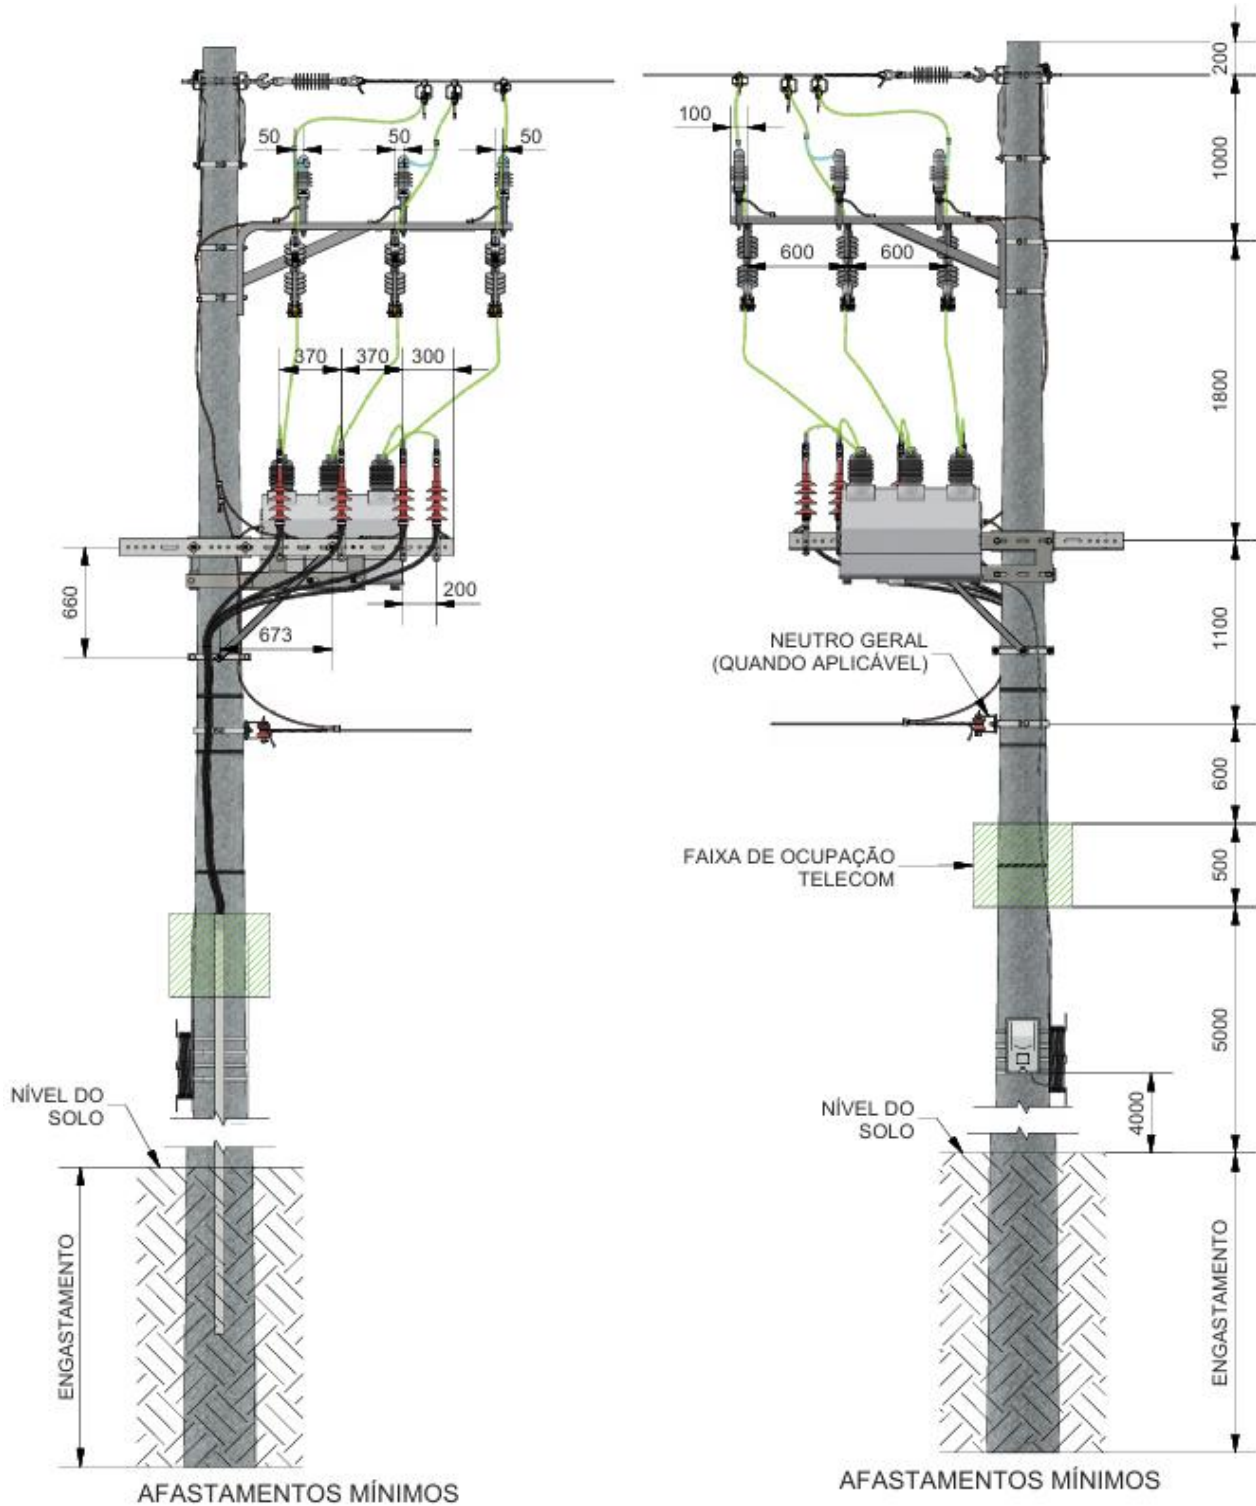 50
50
50
370
370
300
660
200
673
NÍVEL DO
SOLO
ENGASTAMENTO
AFASTAMENTOS MÍNIMOS
200
100
1000
600
600
1800
1100
NEUTRO GERAL
(QUANDO APLICÁVEL)
600
FAIXA DE OCUPAÇÃO
TELECOM
500
5000
4000
NÍVEL DO
SOLO
ENGASTAMENTO
AFASTAMENTOS MÍNIMOS